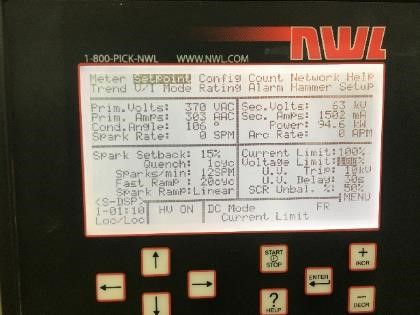 1-800-PICK-NWL WWW.NWL.COM NWL
Meter Setpoint Config Count Network Help
Trend V/I Mode Rating Alarm Hammer Setup
Prim.Volts: 370 VAC Sec.Volts: 63 kV
Prim. Amps: 303 AAC Sec. Amps: 1502 mA
Cond.Angle: 106 ° Power: 94.6 kW
Spark Rate: 0 SPM Arc Rate: 0 APM
Spark Setback: 15% Current Limit: 100%
Quench: 1cyc Voltage Limit: %
Sparks/min: 12SPM U.V. Trip: 10kV
Fast Ramp : 20cyc U.V. Delay: 30s
Spark Ramp:Linear SCR Unbal. %: 50%
<S-DSP> MENU
1-01:10 HV ON DC Mode FR
Loc/Loc Current Limit
START STOP
+ INCR
ENTER
? HELP
- DECR